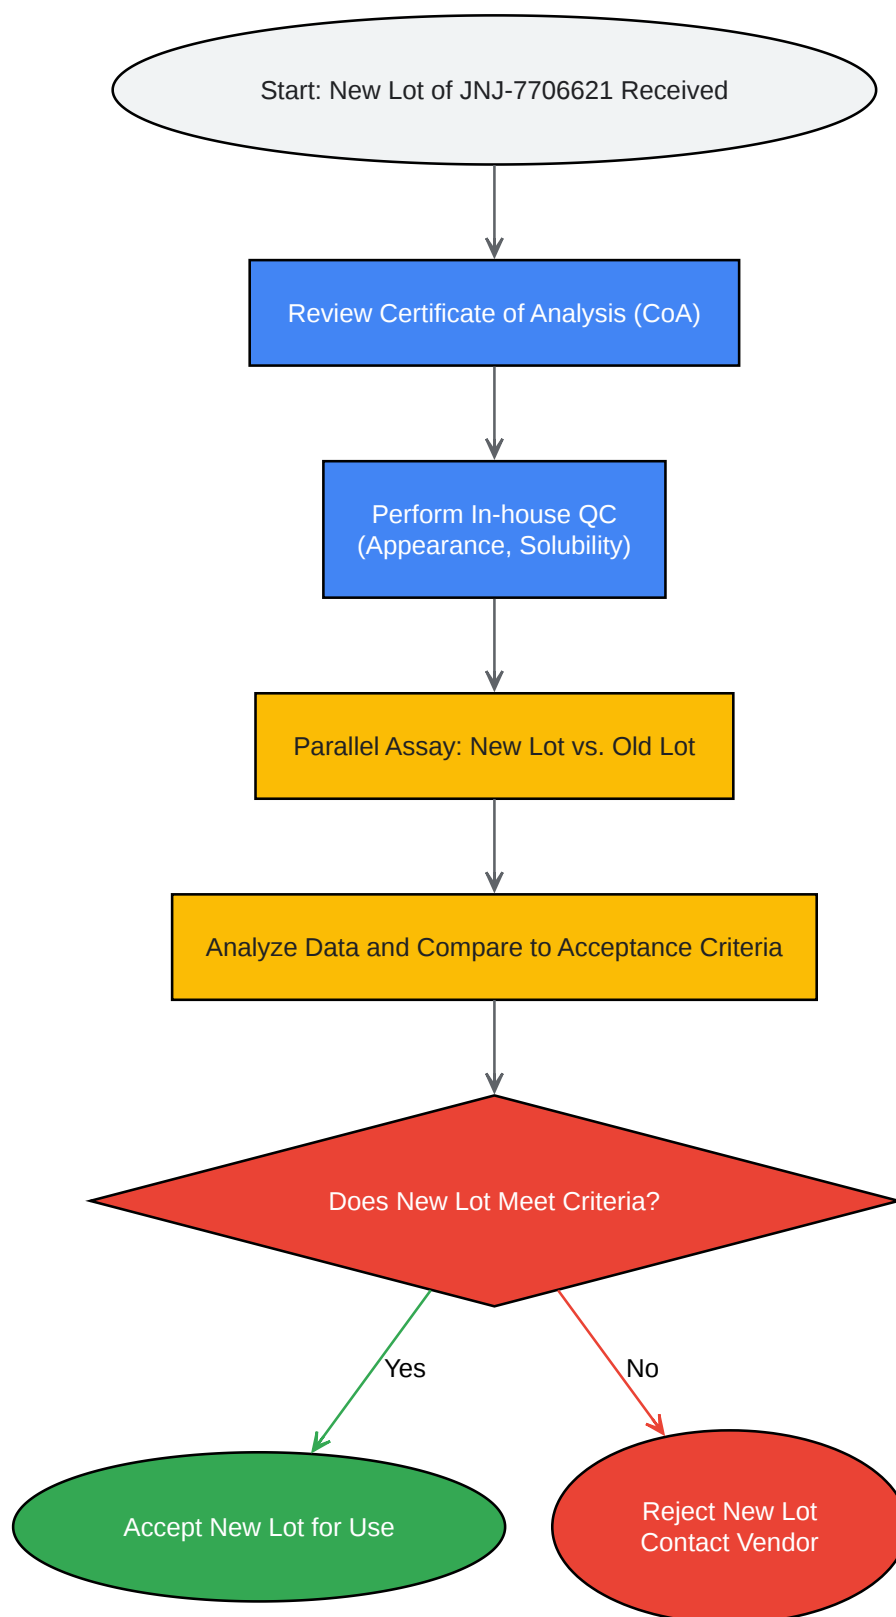 Start: New Lot of JNJ-7706621 Received
Review Certificate of Analysis (CoA)
Perform In-house QC
(Appearance, Solubility)
Parallel Assay: New Lot vs. Old Lot
Analyze Data and Compare to Acceptance Criteria
Does New Lot Meet Criteria?
Yes
No
Accept New Lot for Use
Reject New Lot
Contact Vendor